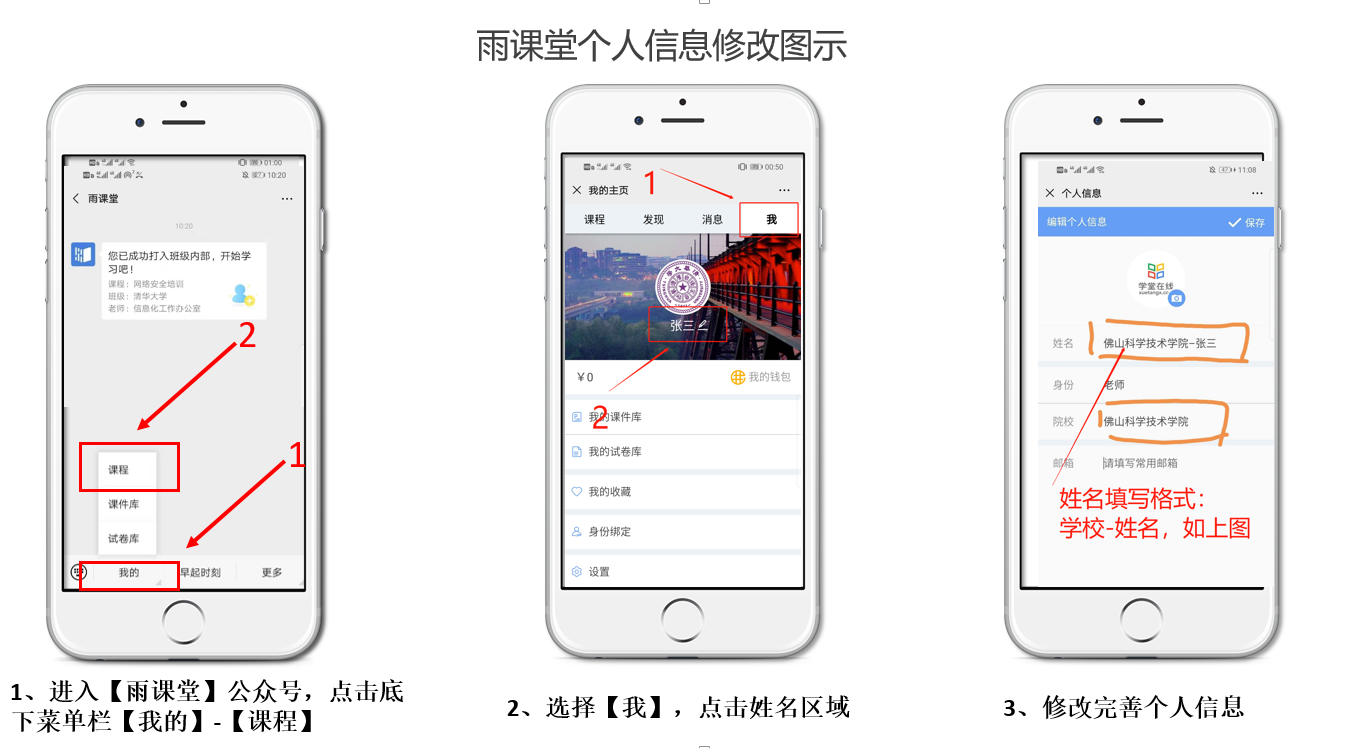 雨课堂个人信息修改图示
01:00
10:20
雨课堂
10:20
您已成功打入班级内部，开始学
习吧！
课程：网络安全培训
班级：清华大学
老师：信息化工作办公室
2
1
课程
课件库
试卷库
我的
早起时刻
更多
1、进入【雨课堂】公众号，点击底
下菜单栏【我的】-【课程】
00:50
我的主页
1
课程
发现
消息
我
张三
¥0
我的钱包
2
我的课件库
我的试卷库
我的收藏
身份绑定
设置
2、选择【我】，点击姓名区域
11:08
个人信息
编辑个人信息
保存
学堂在线
姓名 佛山科学技术学院-张三
身份 老师
院校 佛山科学技术学院
邮箱 请填写常用邮箱
姓名填写格式：
学校-姓名，如上图
3、修改完善个人信息